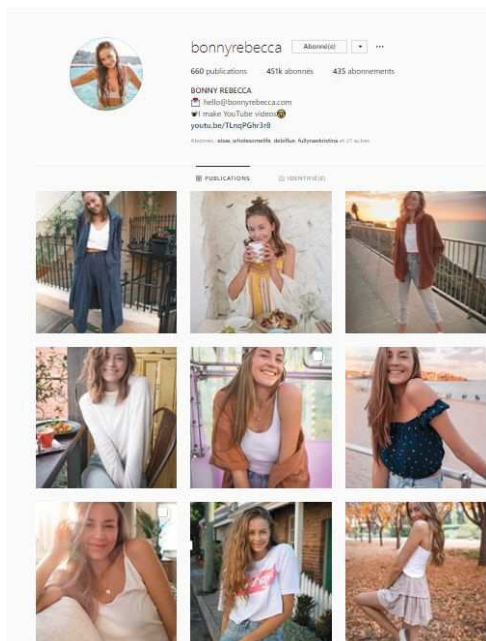 bonnyrebecca Abonné(e)
660 publications 451k abonnés 435 abonnements
BONNY REBECCA
hello@bonnyrebecca.com
I make YouTube videos
youtu.be/TLnqPGhr3r8
PUBLICATIONS IDENTIFIÉ(E)